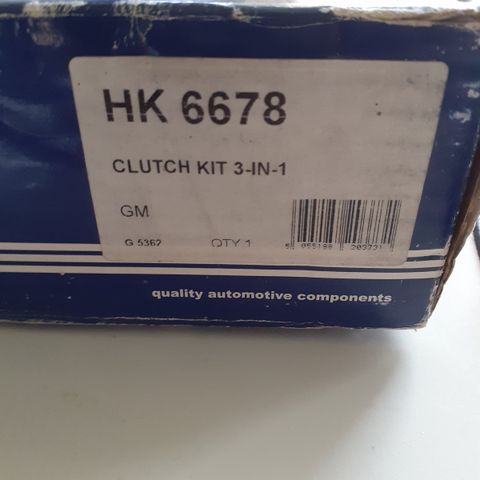 HK 6678
CLUTCH KIT 3-IN-1
GM
G 5362 QTY 1
quality automotive components